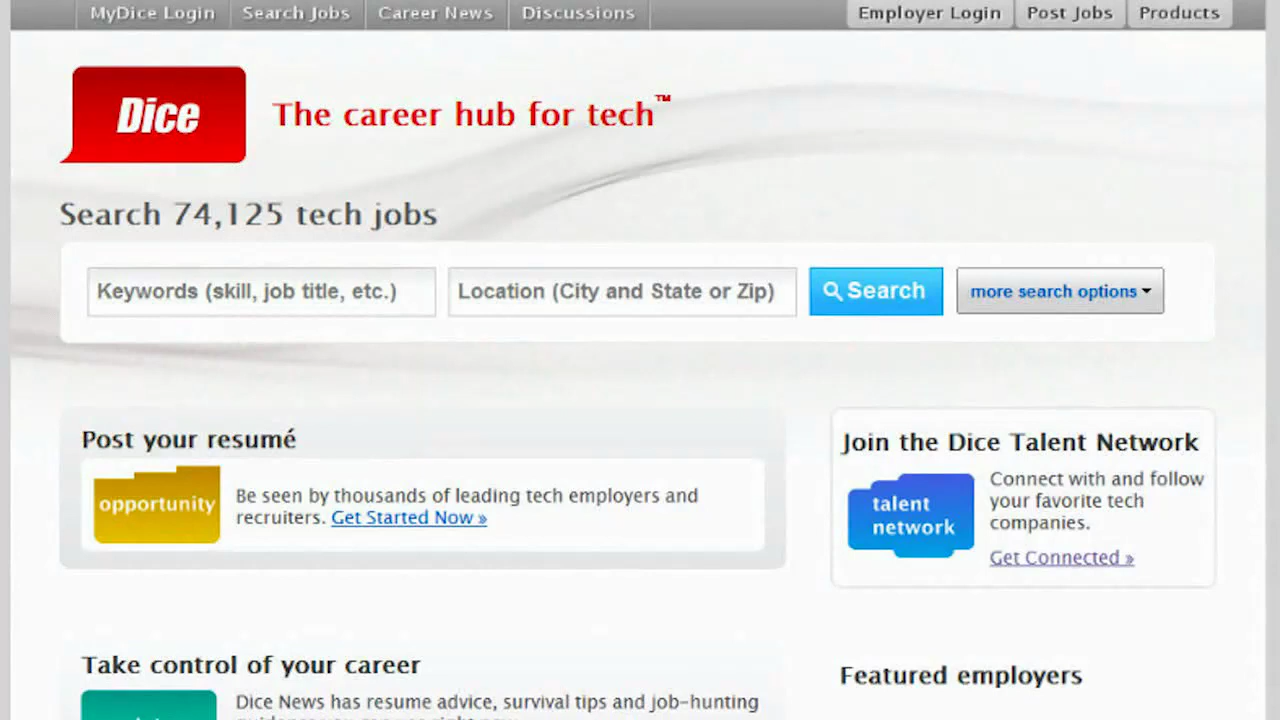 MyDice Login Search Jobs Career News Discussions Employer Login Post Jobs Products
Dice
The career hub for tech™
Search 74,125 tech jobs
Keywords (skill, job title, etc.) Location (City and State or Zip) Search more search options
Post your resumé
opportunity
Be seen by thousands of leading tech employers and
recruiters. Get Started Now »
Join the Dice Talent Network
talent
network
Connect with and follow
your favorite tech
companies.
Get Connected »
Take control of your career
Dice News has resume advice, survival tips and job-hunting
Featured employers